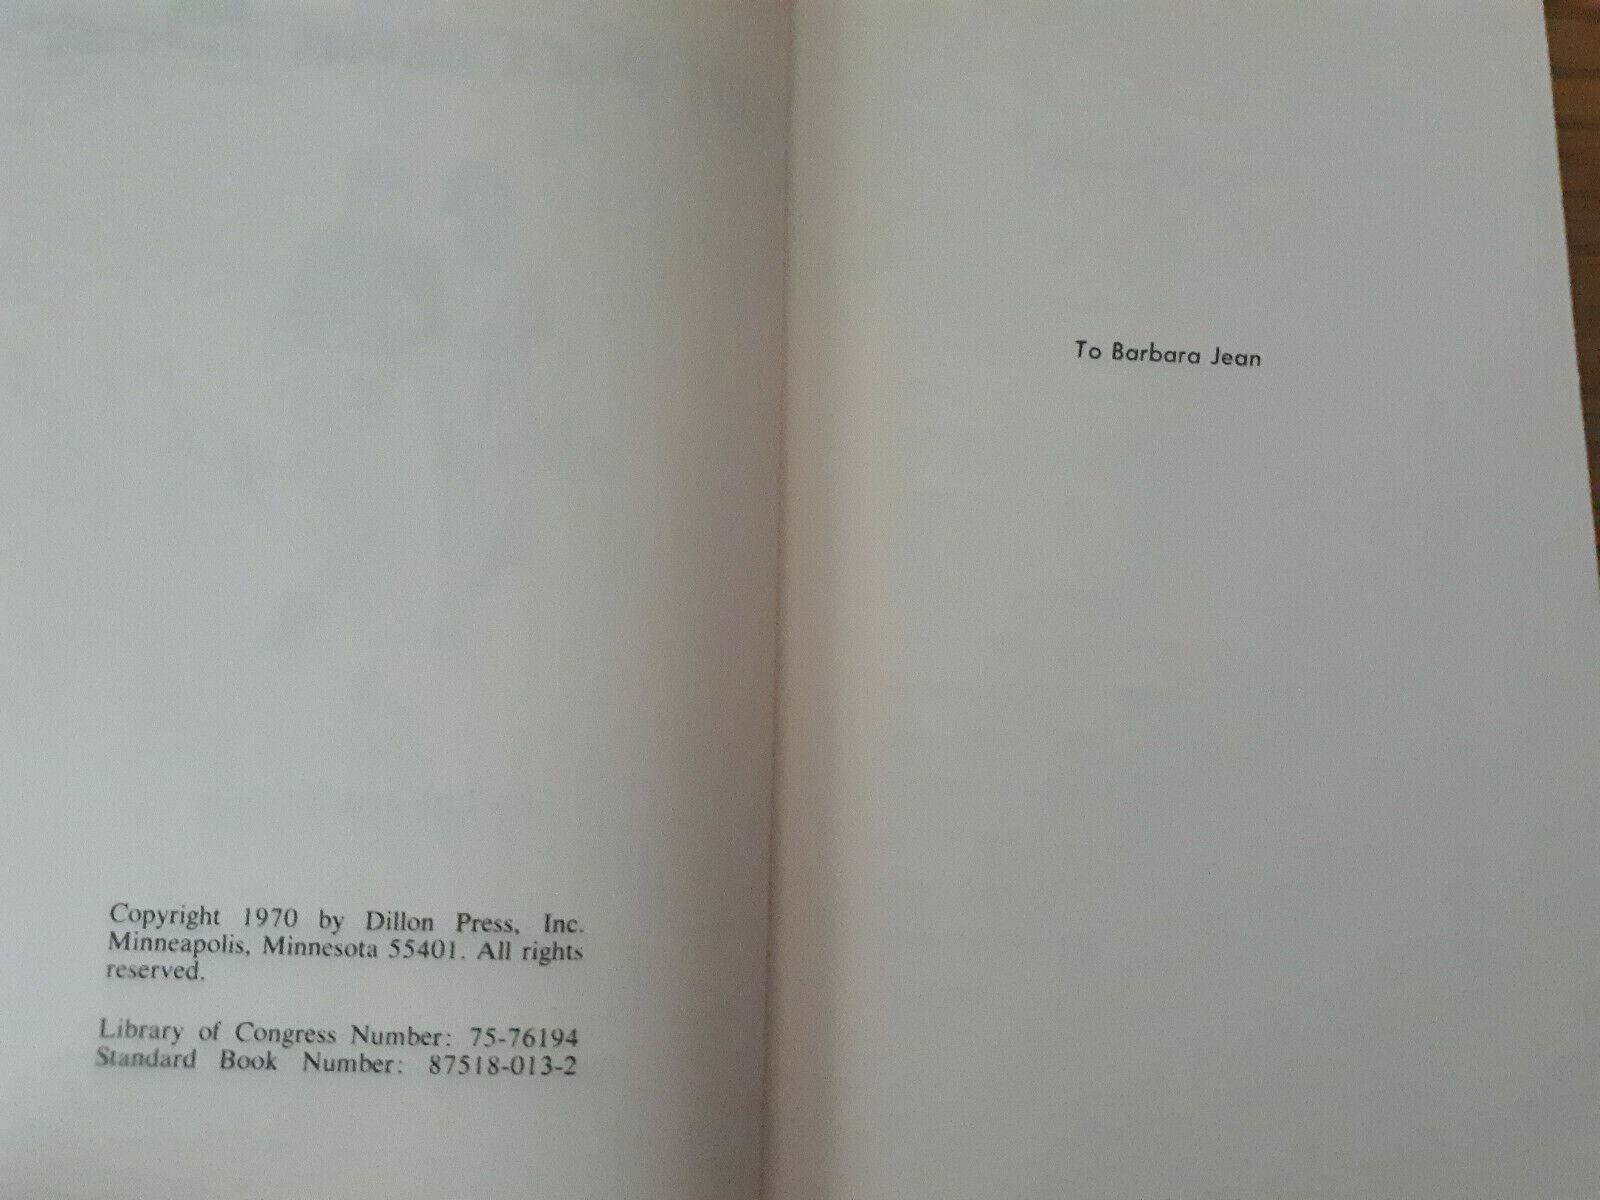 Copyright 1970 by Dillon Press, Inc.
Minneapolis, Minnesota 55401. All rights
reserved.
Library of Congress Number: 75-76194
Standard Book Number: 87518-013-2
To Barbara Jean